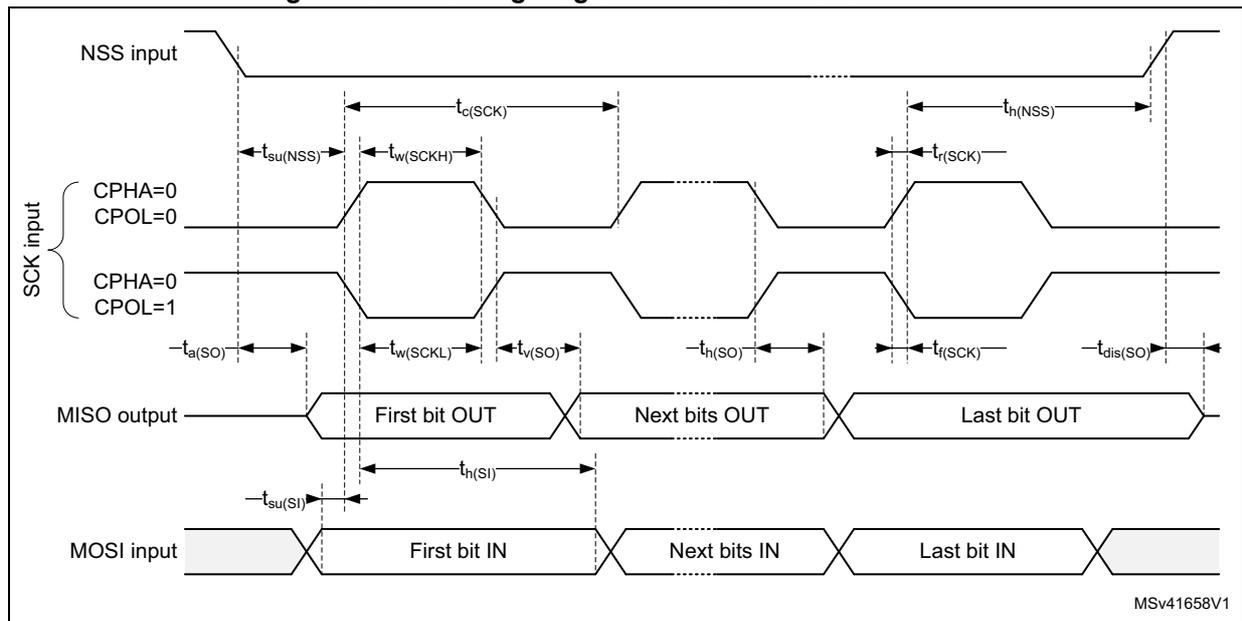 NSS input
tc(SCK)
th(NSS)
tsu(NSS)
tw(SCKH)
tr(SCK)
SCK input
CPHA=0
CPOL=0
CPHA=0
CPOL=1
ta(SO)
tw(SCKL)
tv(SO)
th(SO)
tf(SCK)
tdis(SO)
MISO output
First bit OUT
Next bits OUT
Last bit OUT
th(SI)
tsu(SI)
MOSI input
First bit IN
Next bits IN
Last bit IN
MSv41658V1